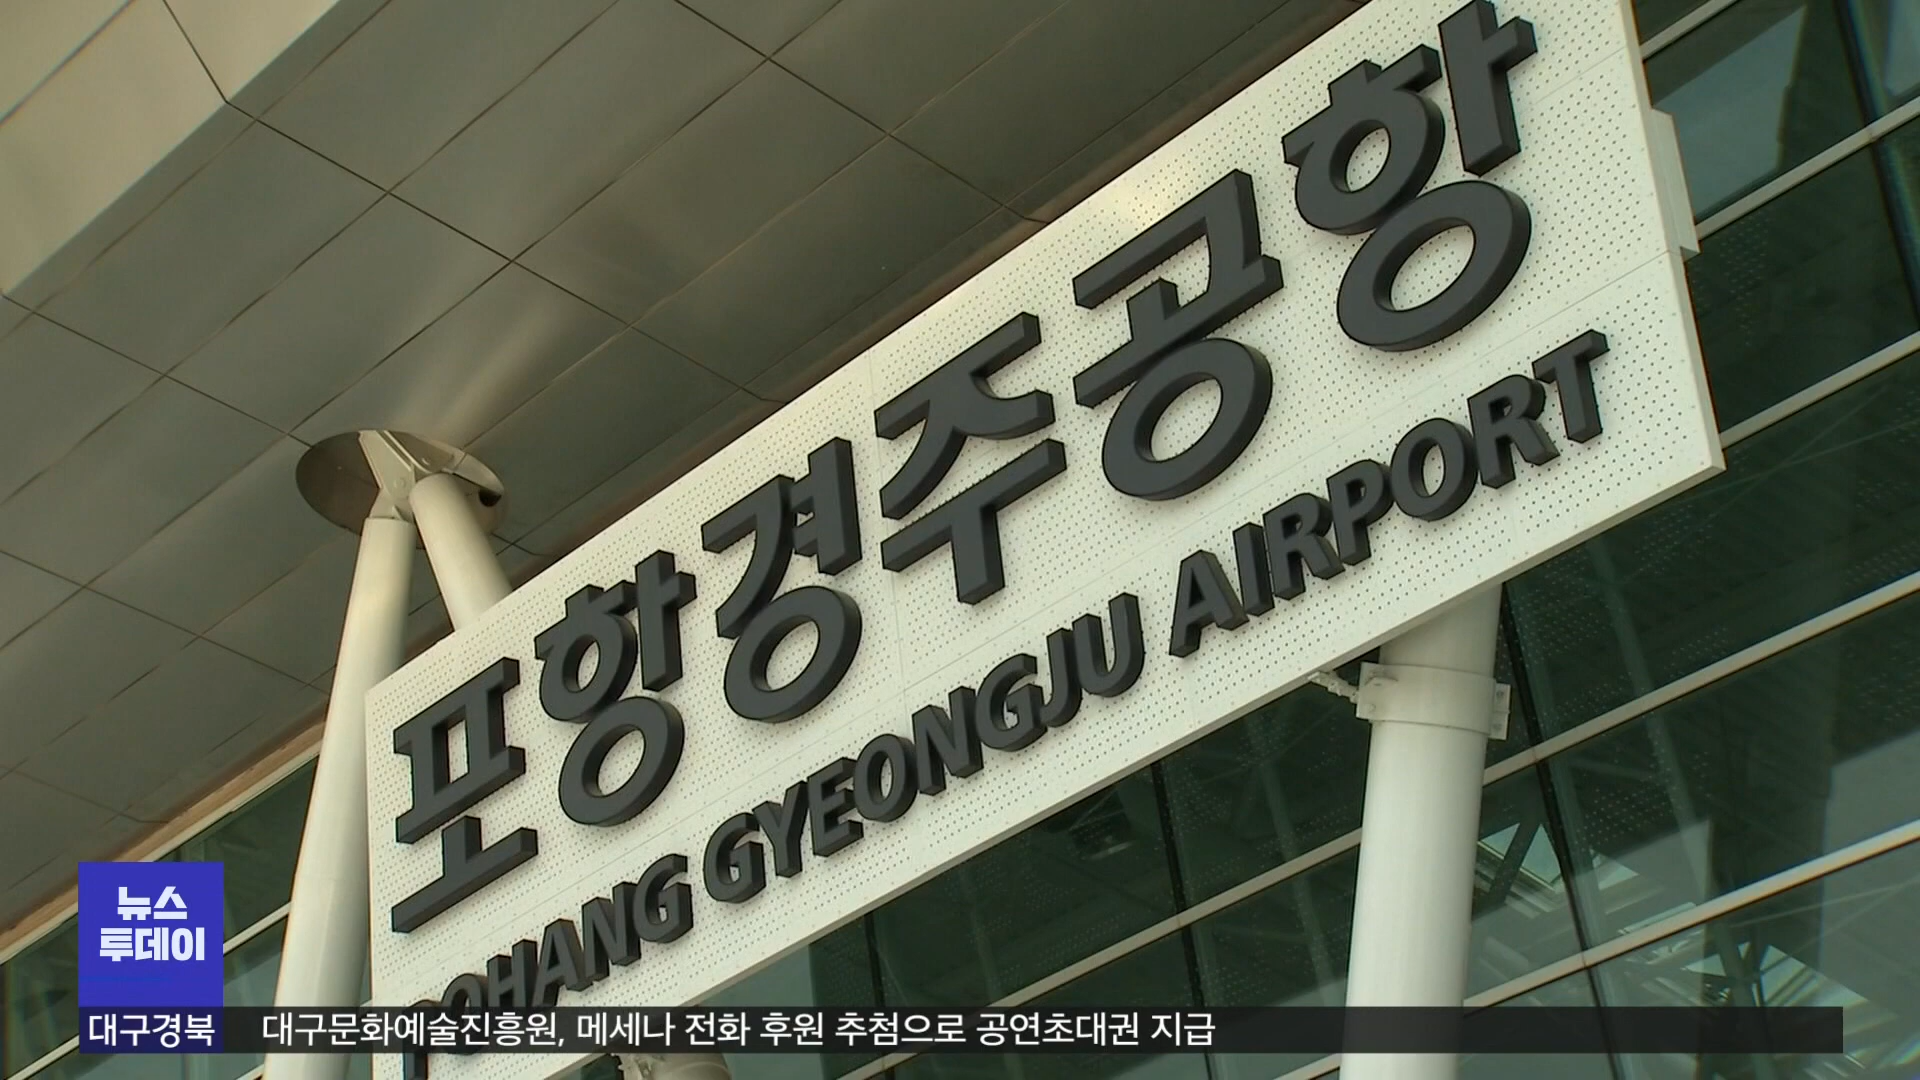 포항경주공항
POHANG GYEONGJU AIRPORT
뉴스
투데이
대구경북 대구문화예술진흥원, 메세나 전화 후원 추첨으로 공연초대권 지급